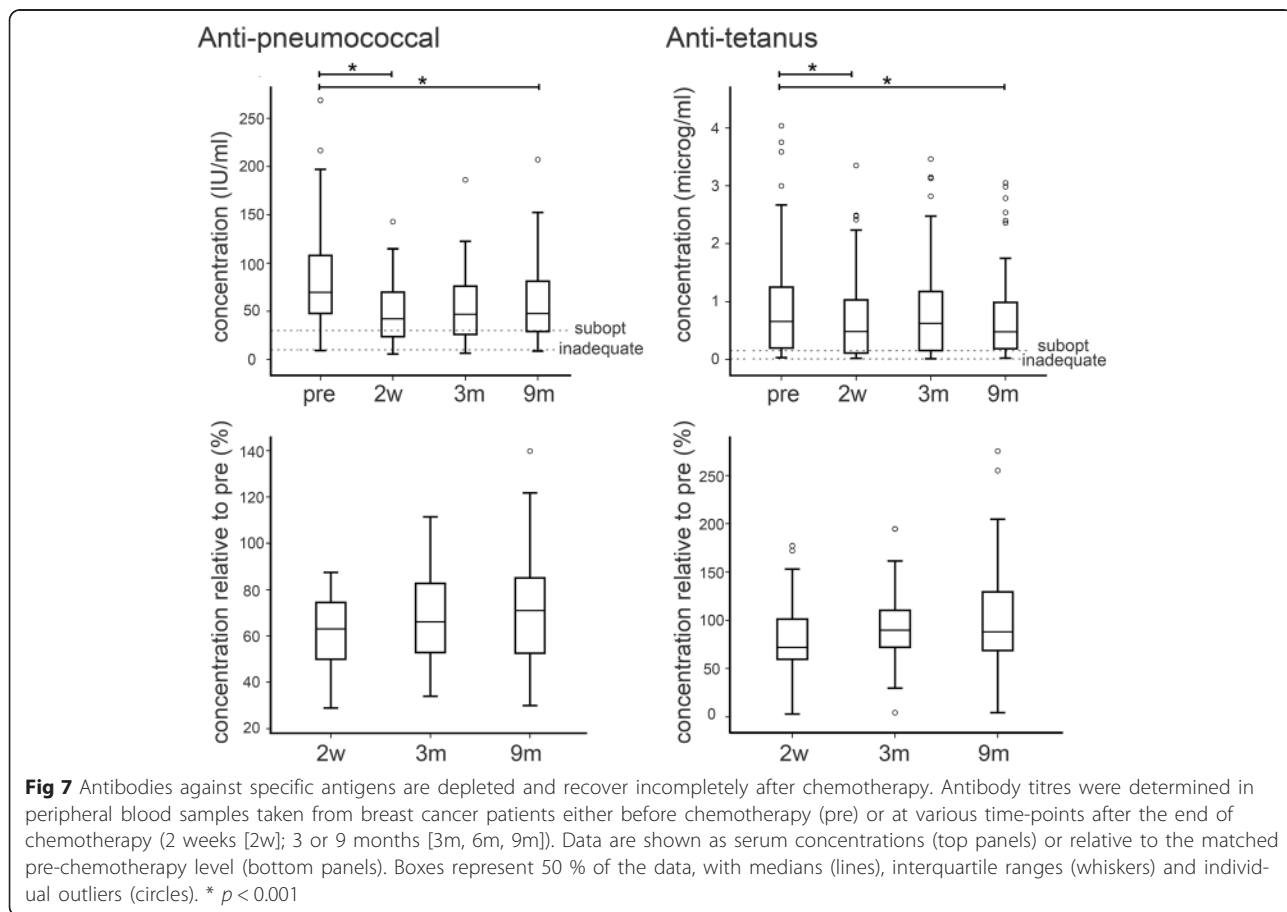 Anti-pneumococcal
Anti-tetanus
*
*
concentration (IU/ml)
250
200
150
100
50
0
subopt
inadequate
pre 2w 3m 9m
*
*
concentration (microg/ml)
4
3
2
1
0
subopt
inadequate
pre 2w 3m 9m
concentration relative to pre (%)
140
120
100
80
60
40
20
2w 3m 9m
concentration relative to pre (%)
250
200
150
100
50
0
2w 3m 9m
Fig 7 Antibodies against specific antigens are depleted and recover incompletely after chemotherapy. Antibody titres were determined in
peripheral blood samples taken from breast cancer patients either before chemotherapy (pre) or at various time-points after the end of
chemotherapy (2 weeks [2w]; 3 or 9 months [3m, 6m, 9m]). Data are shown as serum concentrations (top panels) or relative to the matched
pre-chemotherapy level (bottom panels). Boxes represent 50 % of the data, with medians (lines), interquartile ranges (whiskers) and individ-
ual outliers (circles). * p < 0.001